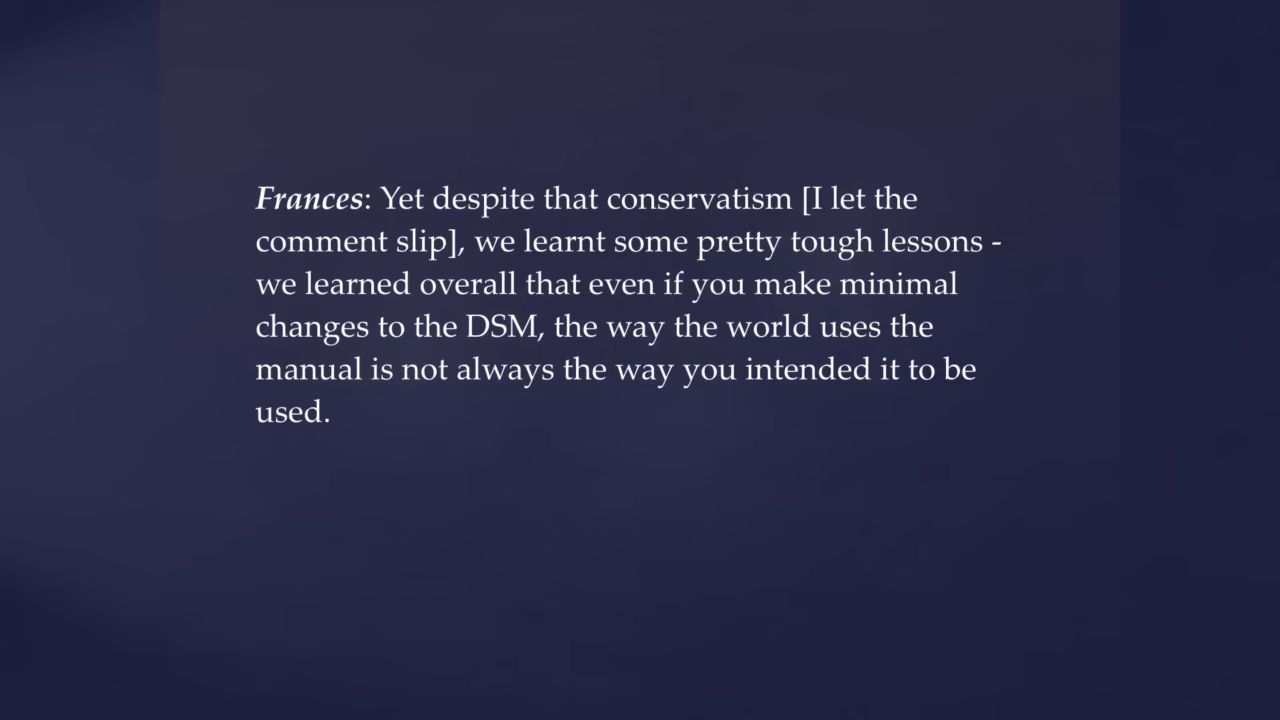 Frances: Yet despite that conservatism [I let the
comment slip], we learnt some pretty tough lessons -
we learned overall that even if you make minimal
changes to the DSM, the way the world uses the
manual is not always the way you intended it to be
used.